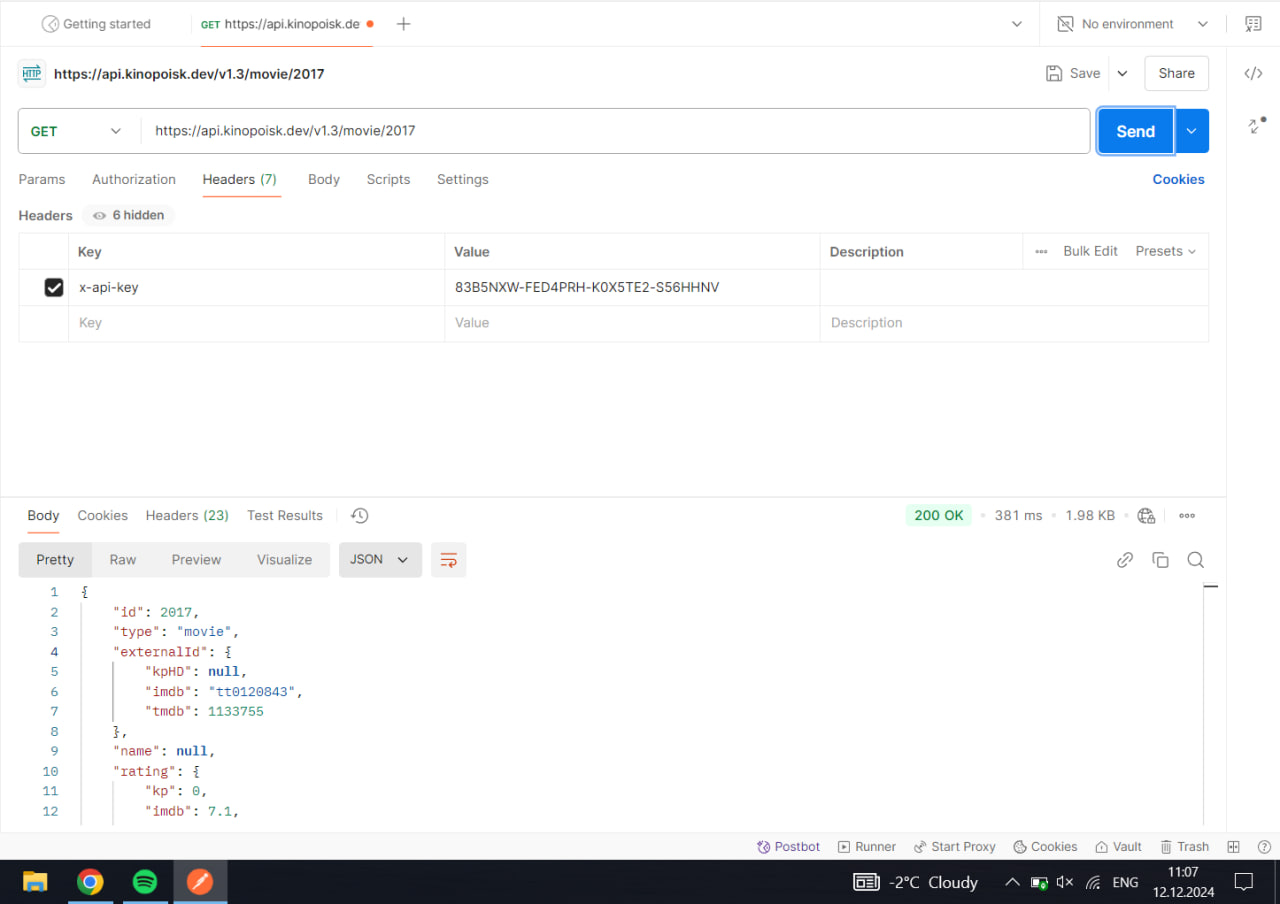 Getting started
GET https://api.kinopoisk.de
No environment
HTTP https://api.kinopoisk.dev/v1.3/movie/2017
Save
Share
GET
https://api.kinopoisk.dev/v1.3/movie/2017
Send
Params Authorization Headers (7) Body Scripts Settings
Cookies
Headers 6 hidden
Key Value Description Bulk Edit Presets
x-api-key 83B5NXW-FED4PRH-K0X5TE2-S56HHNV
Key Value Description
Body Cookies Headers (23) Test Results
200 OK 381 ms 1.98 KB
Pretty Raw Preview Visualize JSON
1 {
2 "id": 2017,
3 "type": "movie",
4 "externalId": {
5 "kpHD": null,
6 "imdb": "tt0120843",
7 "tmdb": 1133755
8 },
9 "name": null,
10 "rating": {
11 "kp": 0,
12 "imdb": 7.1,
Postbot Runner Start Proxy Cookies Vault Trash
-2°C Cloudy
ENG
11:07
12.12.2024